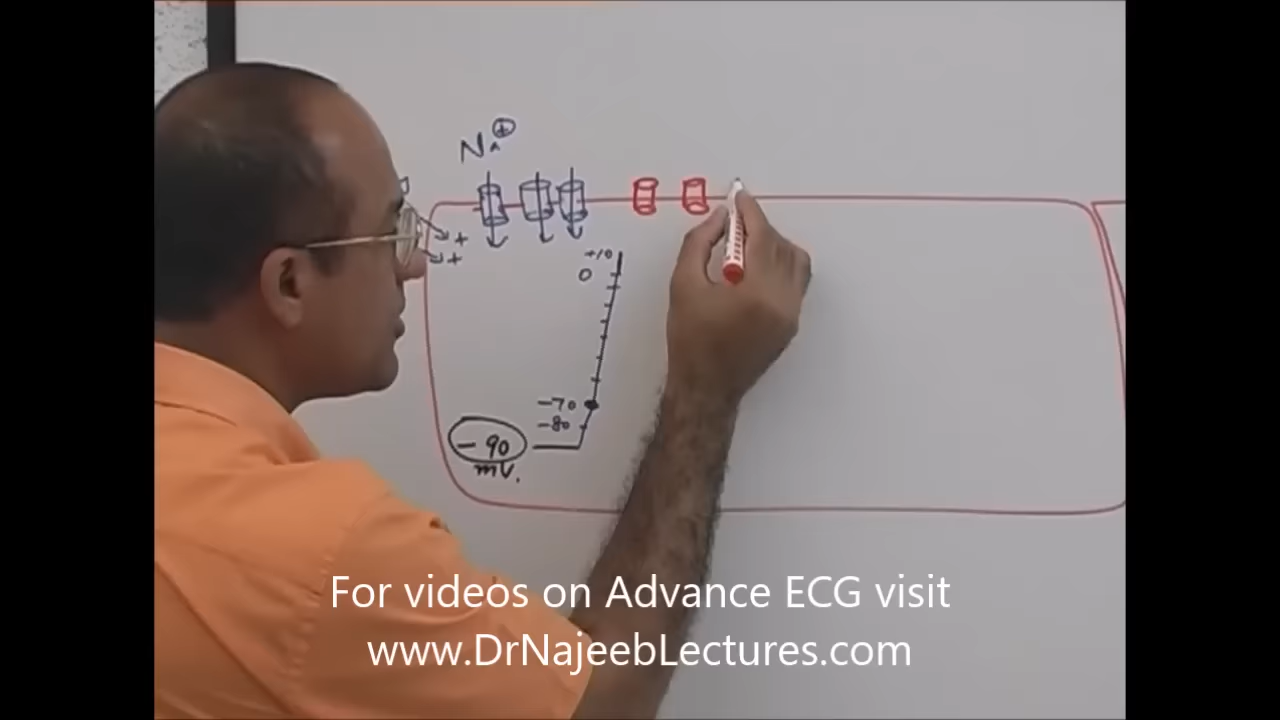 Na +
+
+
+10
0
-70
-80
-90
mV.
For videos on Advance ECG visit
www.DrNajeebLectures.com